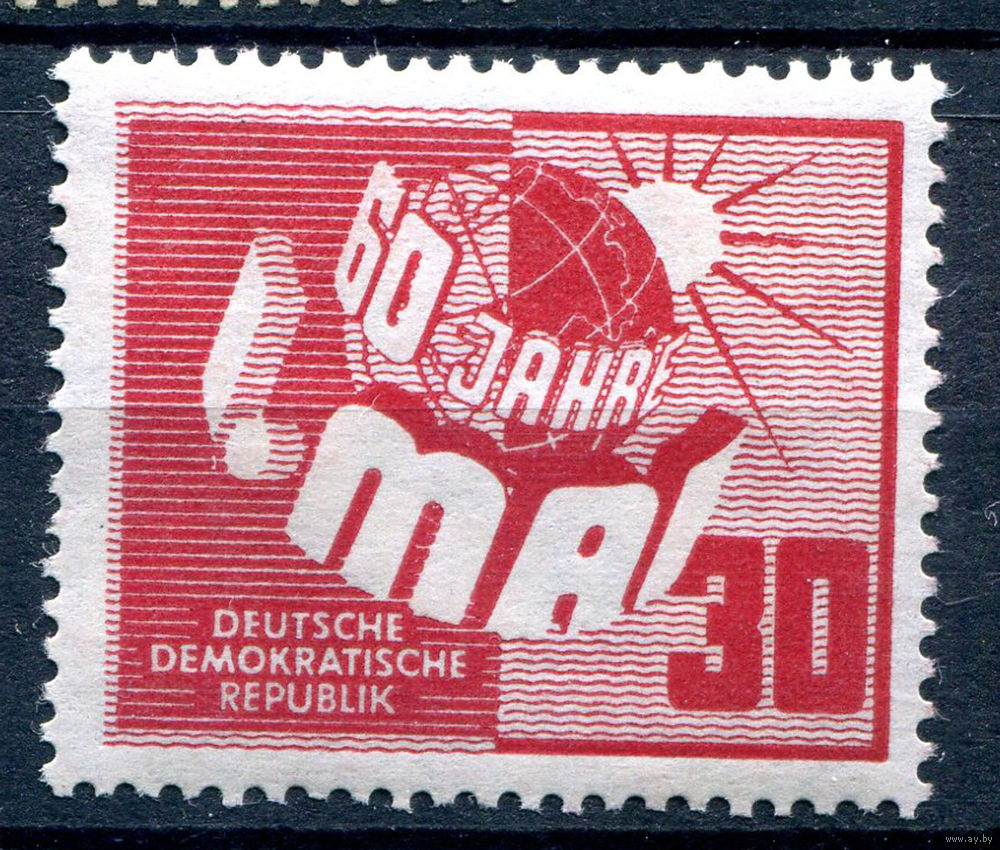 60 JAHRE
1. MAI
30
DEUTSCHE
DEMOKRATISCHE
REPUBLIK
www.ay.by